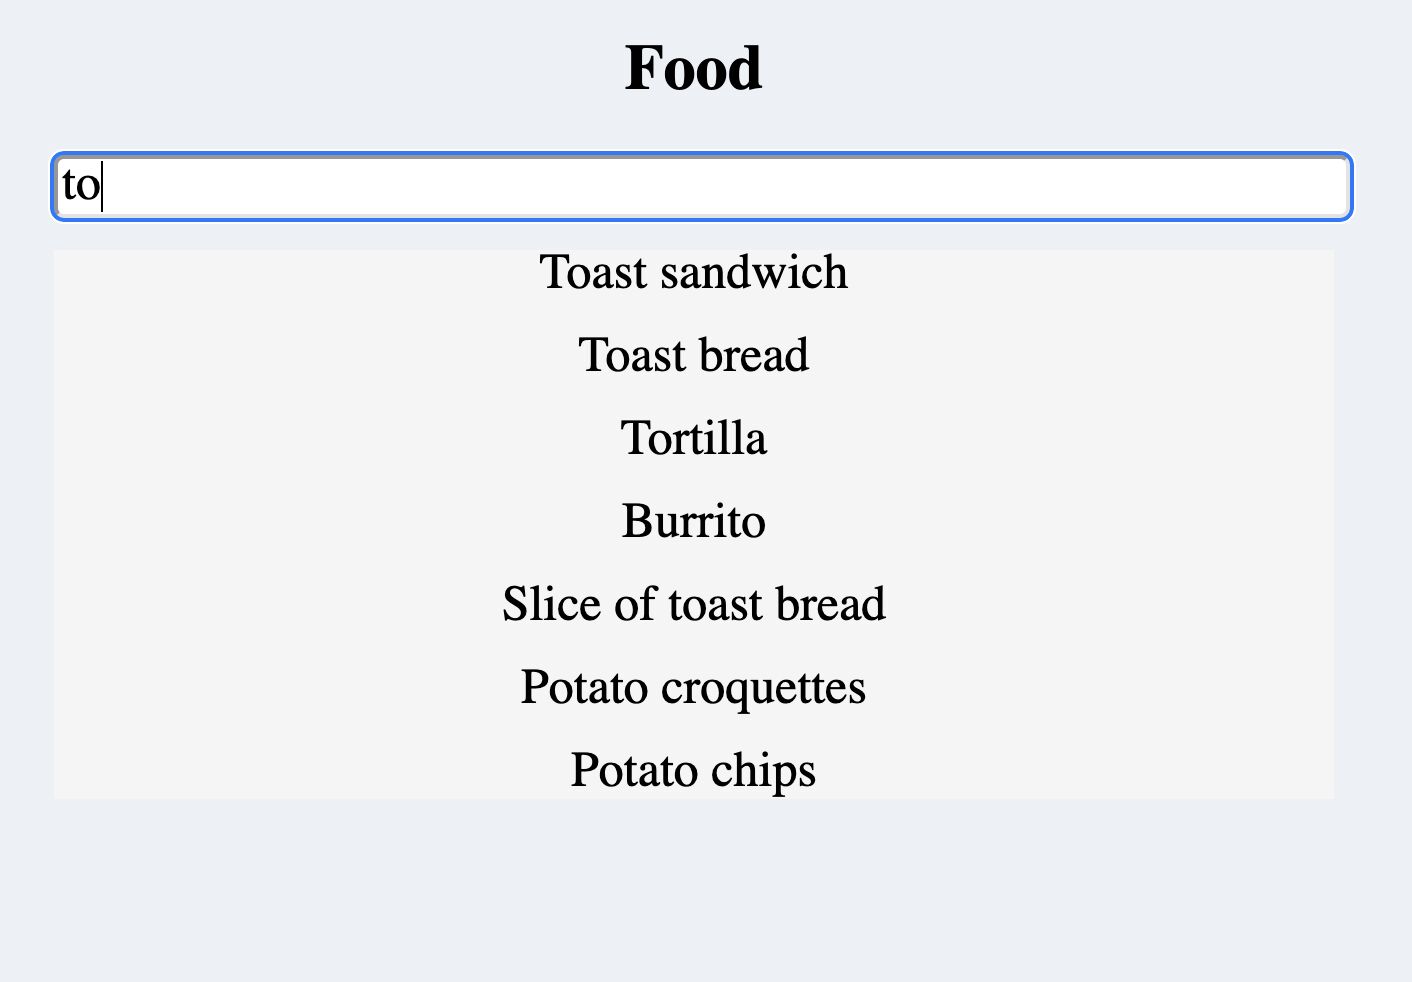 Food
to
Toast sandwich
Toast bread
Tortilla
Burrito
Slice of toast bread
Potato croquettes
Potato chips